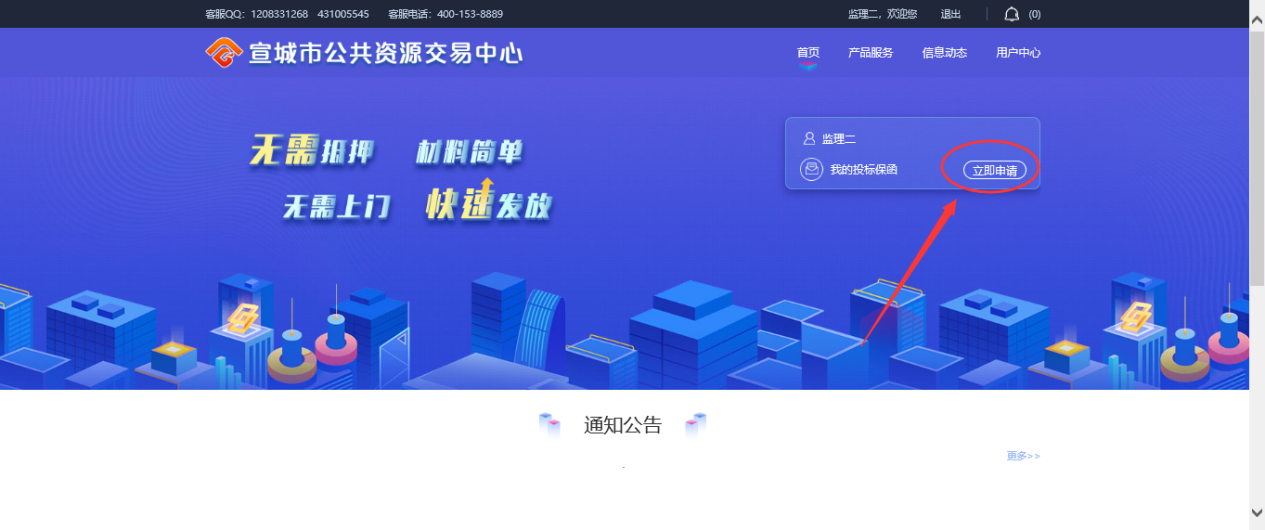 客服QQ：1208331268 431005545 客服电话：400-153-8889 监理二，欢迎您 退出 (0)
宣城市公共资源交易中心 首页 产品服务 信息动态 用户中心
无需抵押 材料简单
无需上门 快速发放
监理二
我的投标保函 立即申请
通知公告
更多>>